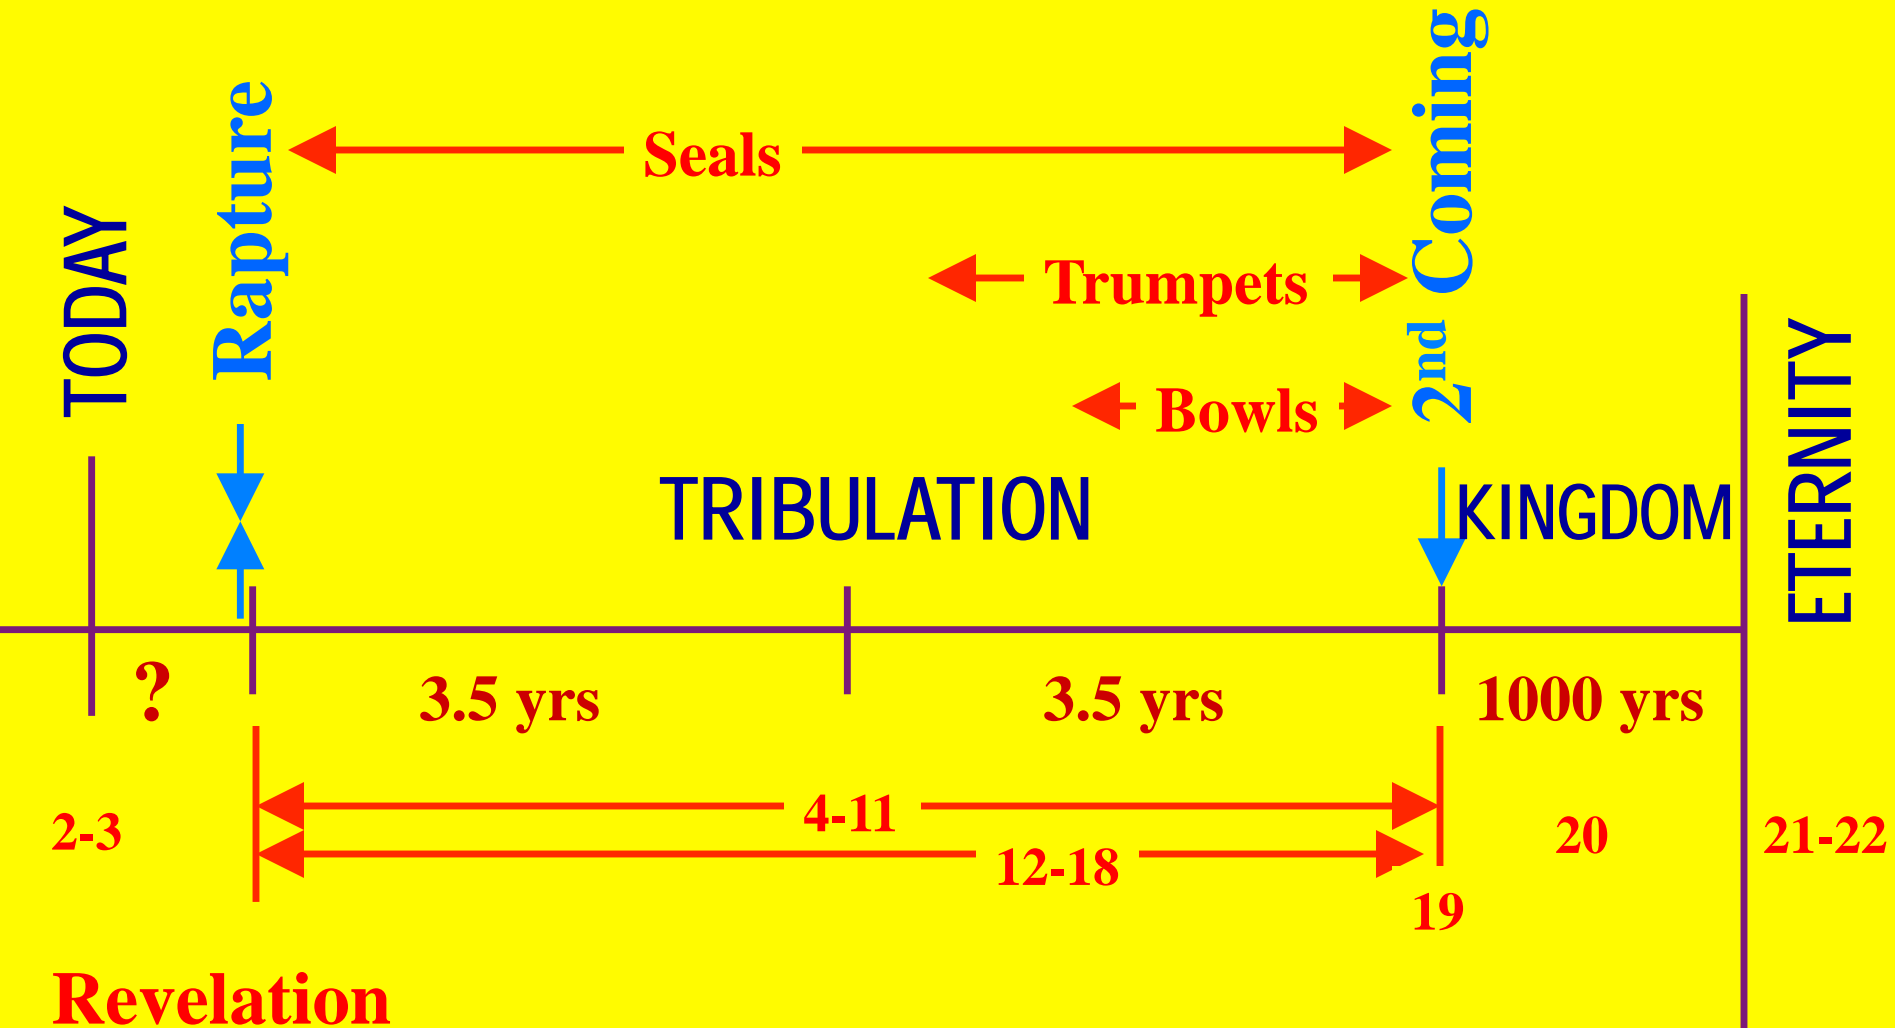 TODAY
Rapture
Seals
Trumpets
Bowls
2nd Coming
TRIBULATION
KINGDOM
ETERNITY
?
3.5 yrs
3.5 yrs
1000 yrs
2-3
4-11
12-18
19
20
21-22
Revelation